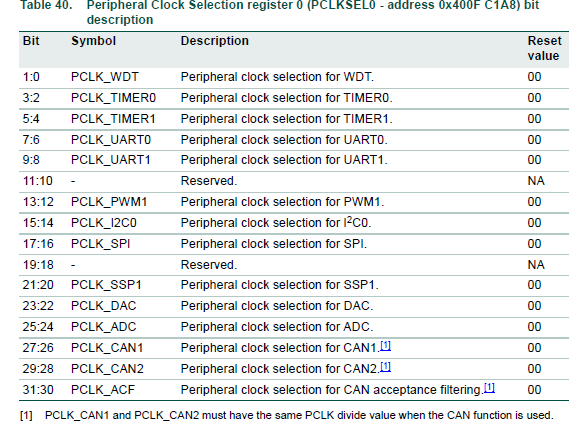 Table 40. Peripheral Clock Selection register 0 (PCLKSEL0 - address 0x400F C1A8) bit
description
Bit Symbol Description Reset
value
1:0 PCLK_WDT Peripheral clock selection for WDT. 00
3:2 PCLK_TIMER0 Peripheral clock selection for TIMER0. 00
5:4 PCLK_TIMER1 Peripheral clock selection for TIMER1. 00
7:6 PCLK_UART0 Peripheral clock selection for UART0. 00
9:8 PCLK_UART1 Peripheral clock selection for UART1. 00
11:10 - Reserved. NA
13:12 PCLK_PWM1 Peripheral clock selection for PWM1. 00
15:14 PCLK_I2C0 Peripheral clock selection for I²C0. 00
17:16 PCLK_SPI Peripheral clock selection for SPI. 00
19:18 - Reserved. NA
21:20 PCLK_SSP1 Peripheral clock selection for SSP1. 00
23:22 PCLK_DAC Peripheral clock selection for DAC. 00
25:24 PCLK_ADC Peripheral clock selection for ADC. 00
27:26 PCLK_CAN1 Peripheral clock selection for CAN1.[1] 00
29:28 PCLK_CAN2 Peripheral clock selection for CAN2.[1] 00
31:30 PCLK_ACF Peripheral clock selection for CAN acceptance filtering.[1] 00
[1] PCLK_CAN1 and PCLK_CAN2 must have the same PCLK divide value when the CAN function is used.